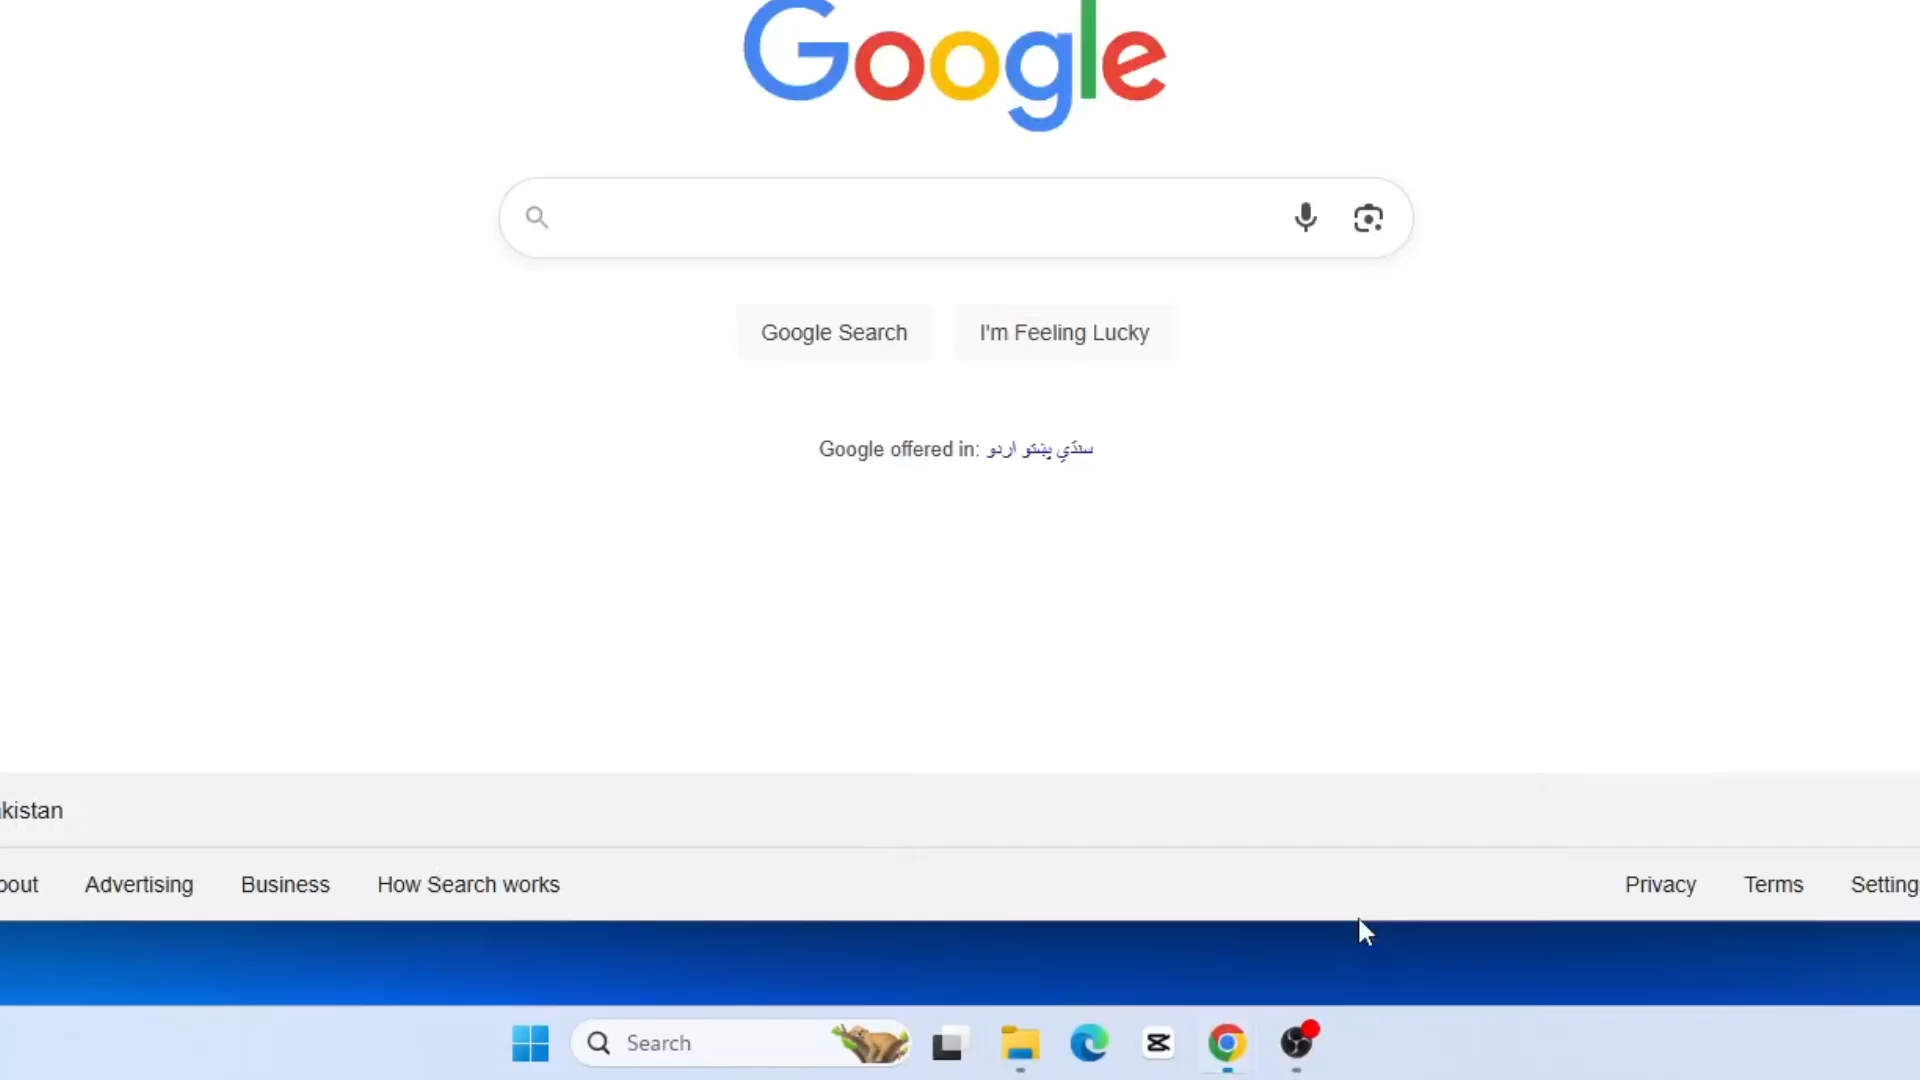 Google
Google Search
I'm Feeling Lucky
Google offered in: اردو پښتو سنڌي
kistan
bout
Advertising
Business
How Search works
Privacy
Terms
Setting
Search